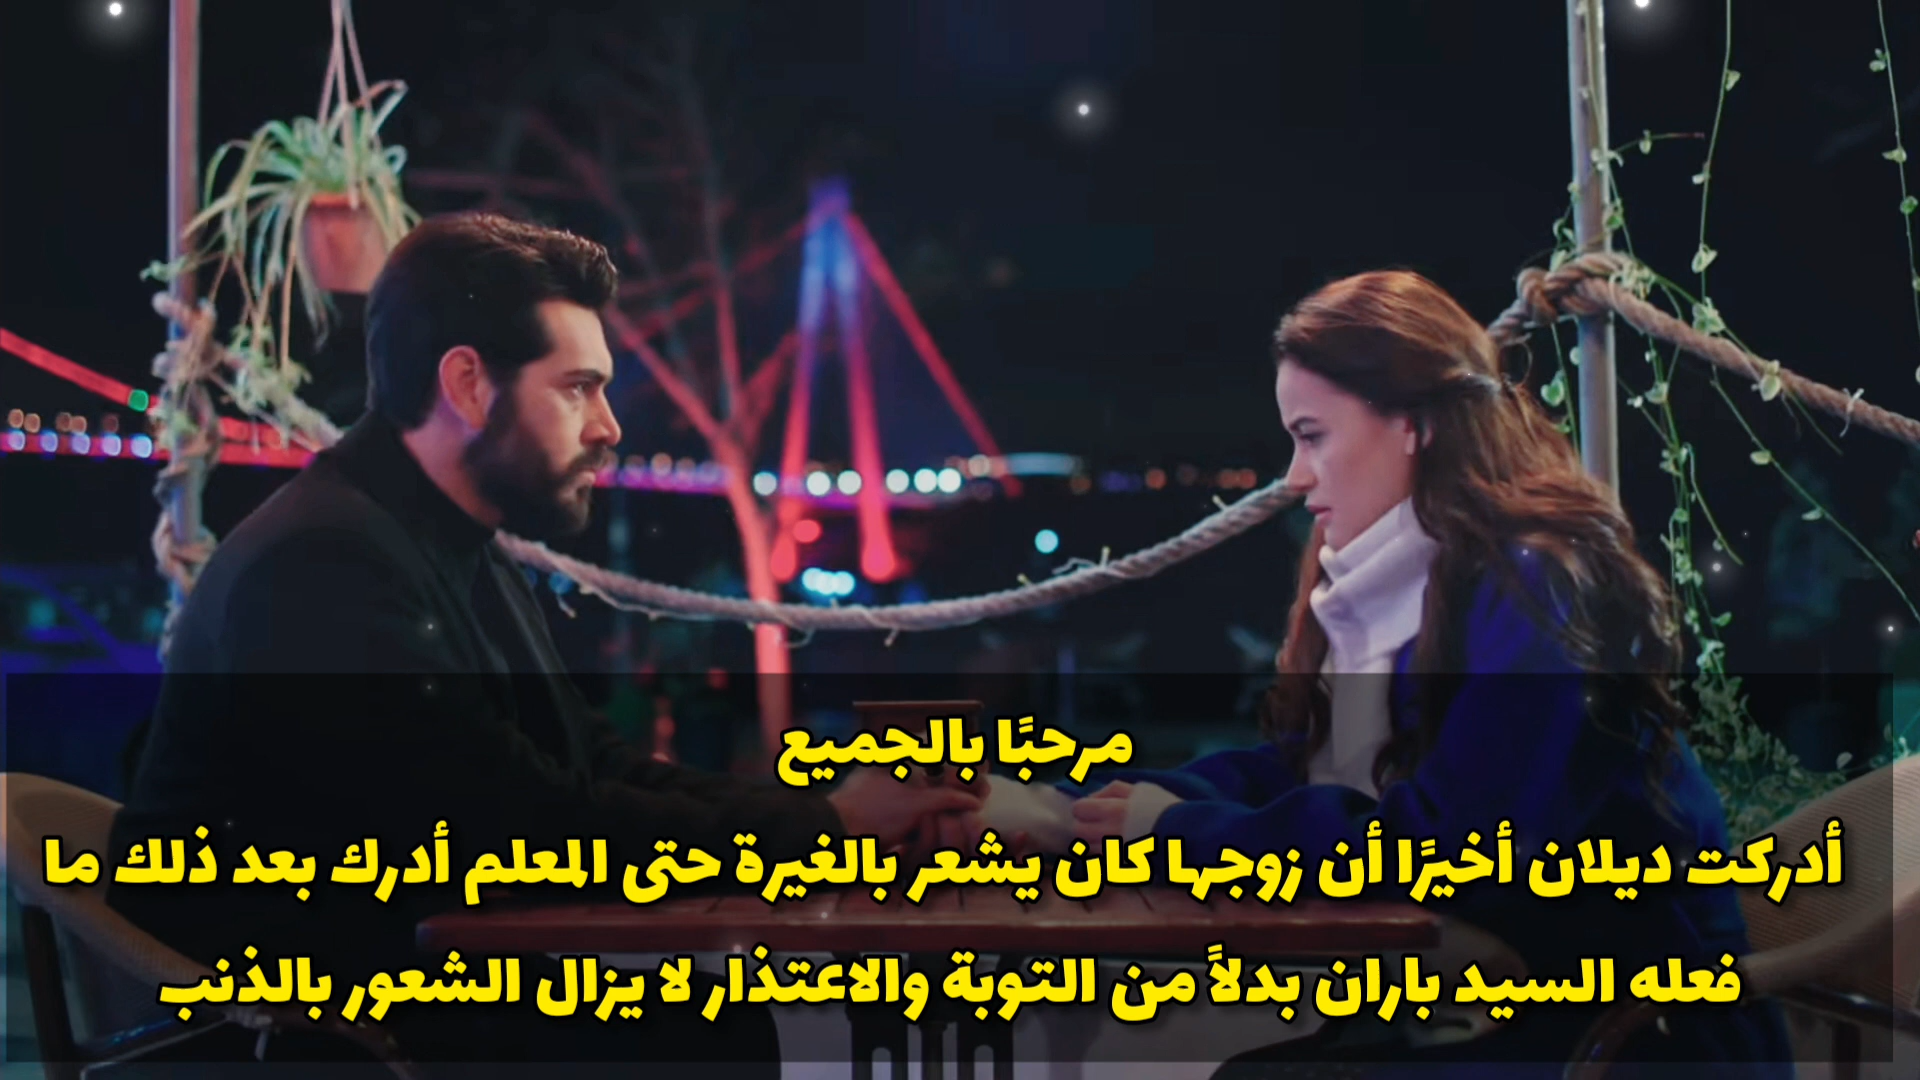 مرحبًا بالجميع
أدركت ديلان أخيرًا أن زوجها كان يشعر بالغيرة حتى المعلم أدرك بعد ذلك ما
فعله السيد باران بدلاً من التوبة والاعتذار لا يزال الشعور بالذنب